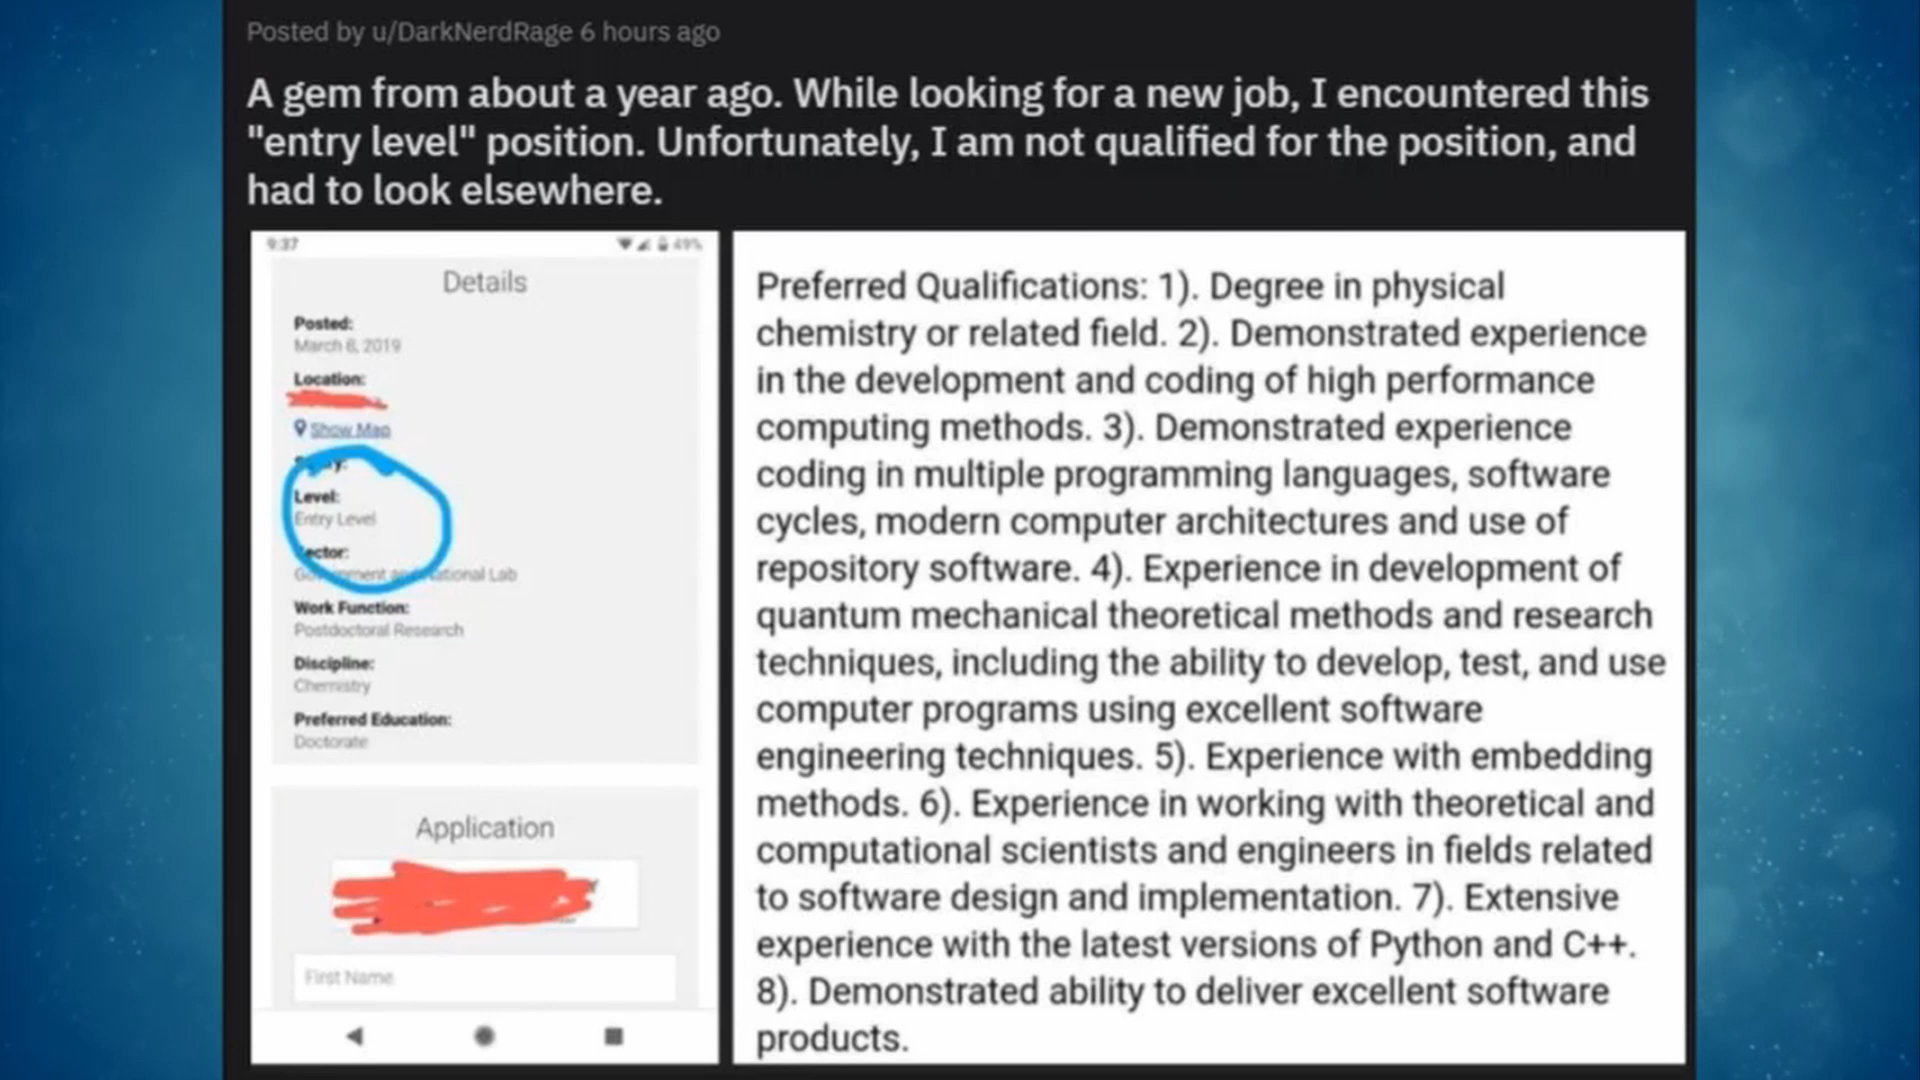 Posted by u/DarkNerdRage 6 hours ago
A gem from about a year ago. While looking for a new job, I encountered this
"entry level" position. Unfortunately, I am not qualified for the position, and
had to look elsewhere.
9:37
49%
Details
Posted:
March 8, 2019
Location:
Show Map
Level:
Entry Level
Government and National Lab
Work Function:
Postdoctoral Research
Discipline:
Chemistry
Preferred Education:
Doctorate
Application
First Name
Preferred Qualifications: 1). Degree in physical
chemistry or related field. 2). Demonstrated experience
in the development and coding of high performance
computing methods. 3). Demonstrated experience
coding in multiple programming languages, software
cycles, modern computer architectures and use of
repository software. 4). Experience in development of
quantum mechanical theoretical methods and research
techniques, including the ability to develop, test, and use
computer programs using excellent software
engineering techniques. 5). Experience with embedding
methods. 6). Experience in working with theoretical and
computational scientists and engineers in fields related
to software design and implementation. 7). Extensive
experience with the latest versions of Python and C++.
8). Demonstrated ability to deliver excellent software
products.